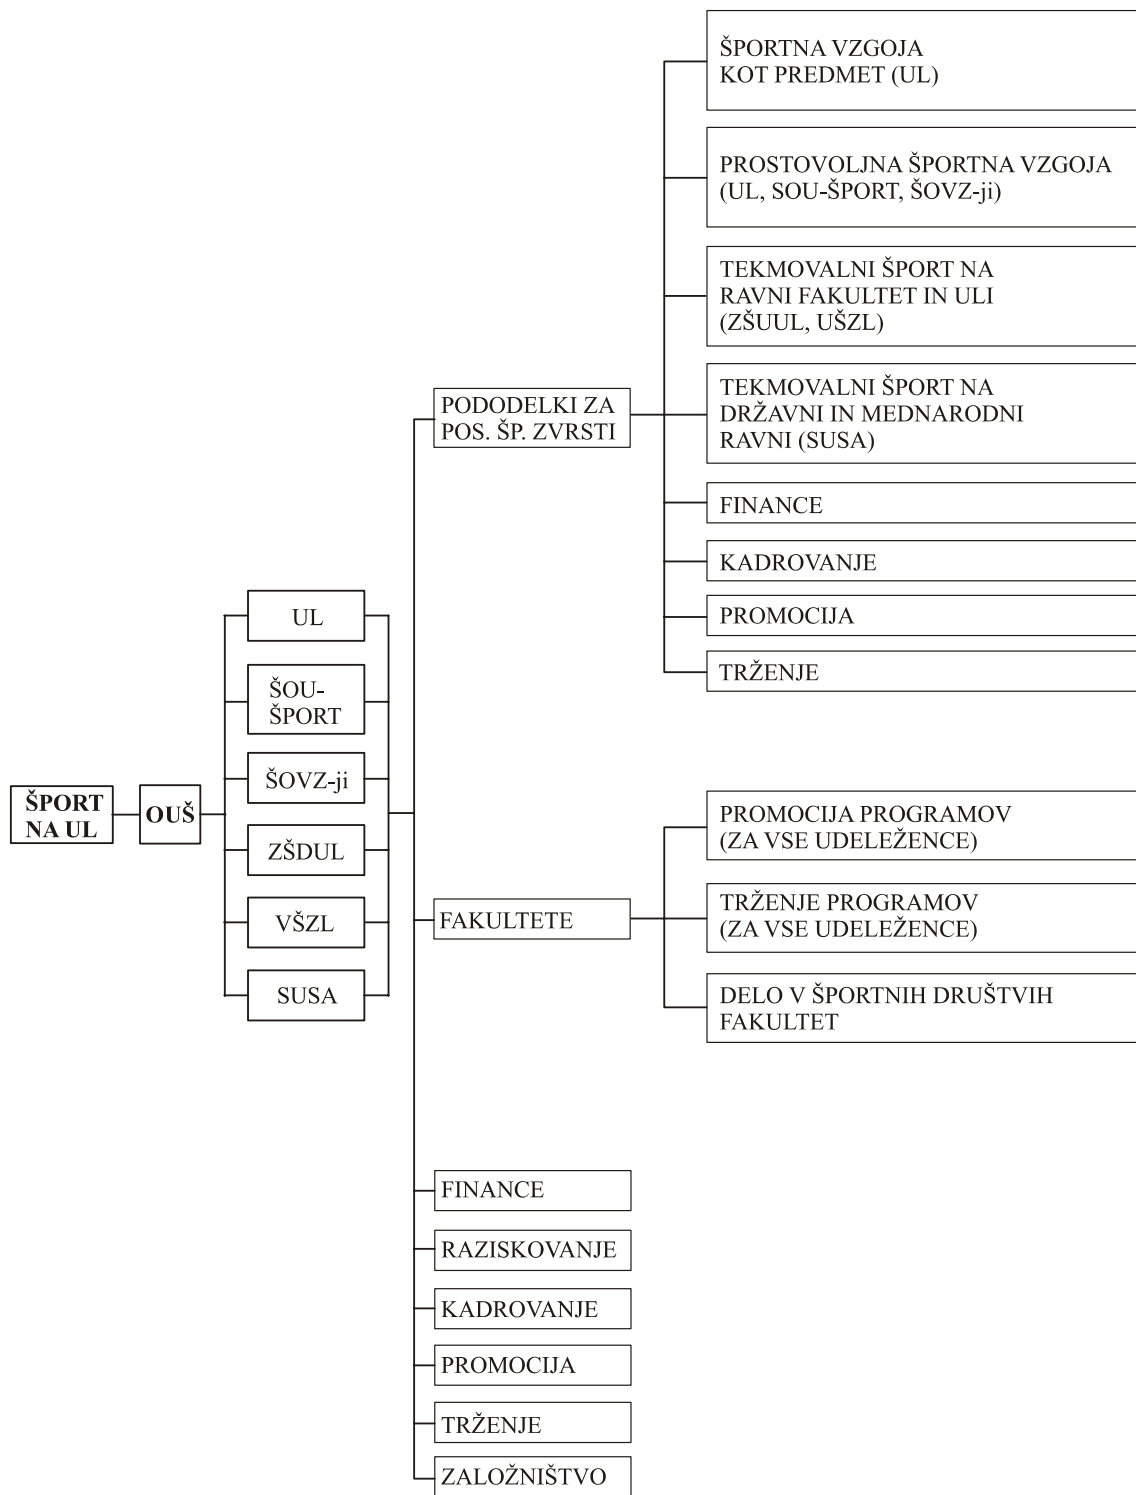 ŠPORT
NA UL
OUŠ
UL
ŠOU-
ŠPORT
ŠOVZ-ji
ZŠDUL
VŠZL
SUSA
PODODELKI ZA
POS. ŠP. ZVRSTI
FAKULTETE
FINANCE
RAZISKOVANJE
KADROVANJE
PROMOCIJA
TRŽENJE
ZALOŽNIŠTVO
ŠPORTNA VZGOJA
KOT PREDMET (UL)
PROSTOVOLJNA ŠPORTNA VZGOJA
(UL, SOU-ŠPORT, ŠOVZ-ji)
TEKMOVALNI ŠPORT NA
RAVNI FAKULTET IN ULI
(ZŠUUL, UŠZL)
TEKMOVALNI ŠPORT NA
DRŽAVNI IN MEDNARODNI
RAVNI (SUSA)
FINANCE
KADROVANJE
PROMOCIJA
TRŽENJE
PROMOCIJA PROGRAMOV
(ZA VSE UDELEŽENCE)
TRŽENJE PROGRAMOV
(ZA VSE UDELEŽENCE)
DELO V ŠPORTNIH DRUŠTVIH
FAKULTET